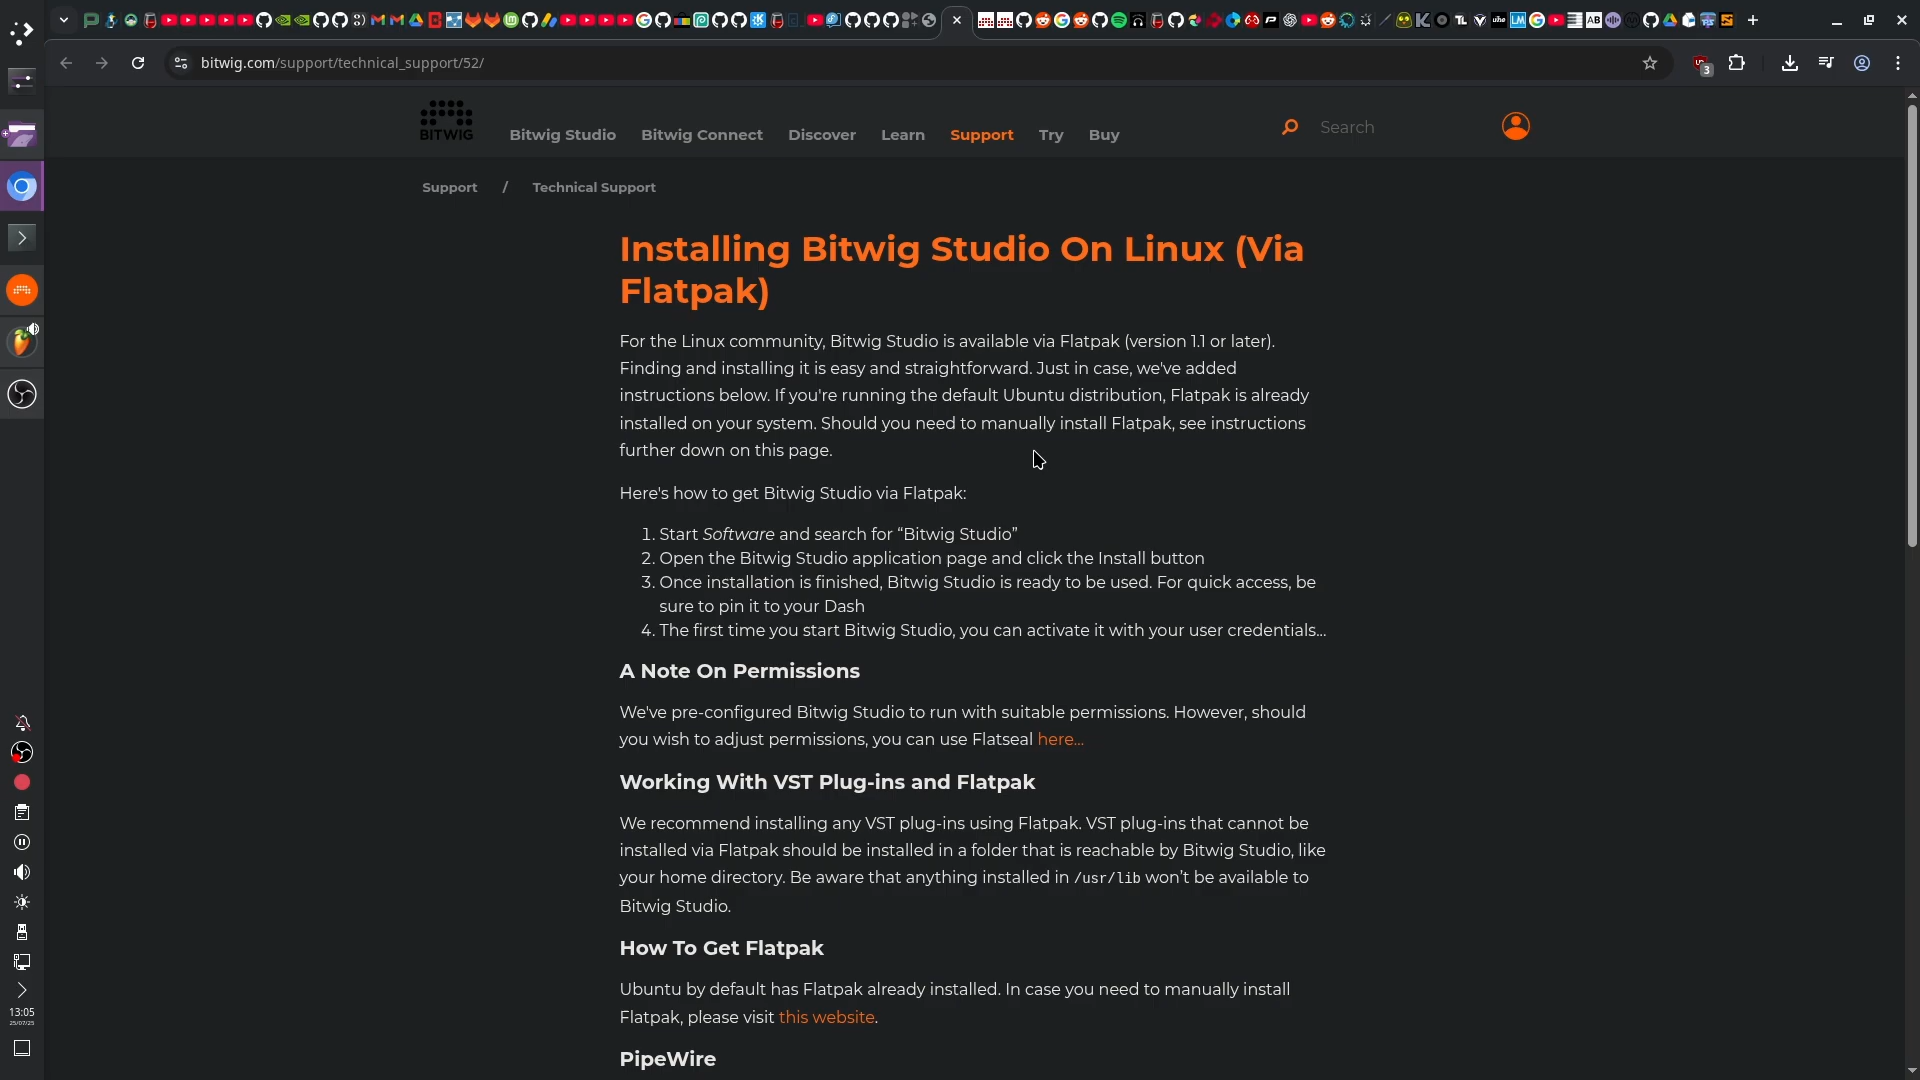 bitwig.com/support/technical_support/52/
3
BITWIG
Bitwig Studio
Bitwig Connect
Discover
Learn
Support
Try
Buy
Search
Support / Technical Support
Installing Bitwig Studio On Linux (Via
Flatpak)
For the Linux community, Bitwig Studio is available via Flatpak (version 1.1 or later).
Finding and installing it is easy and straightforward. Just in case, we've added
instructions below. If you're running the default Ubuntu distribution, Flatpak is already
installed on your system. Should you need to manually install Flatpak, see instructions
further down on this page.
Here's how to get Bitwig Studio via Flatpak:
1. Start Software and search for “Bitwig Studio”
2. Open the Bitwig Studio application page and click the Install button
3. Once installation is finished, Bitwig Studio is ready to be used. For quick access, be
sure to pin it to your Dash
4. The first time you start Bitwig Studio, you can activate it with your user credentials...
A Note On Permissions
We've pre-configured Bitwig Studio to run with suitable permissions. However, should
you wish to adjust permissions, you can use Flatseal here...
Working With VST Plug-ins and Flatpak
We recommend installing any VST plug-ins using Flatpak. VST plug-ins that cannot be
installed via Flatpak should be installed in a folder that is reachable by Bitwig Studio, like
your home directory. Be aware that anything installed in /usr/lib won’t be available to
Bitwig Studio.
How To Get Flatpak
Ubuntu by default has Flatpak already installed. In case you need to manually install
Flatpak, please visit this website.
PipeWire
13:05
25/07/25